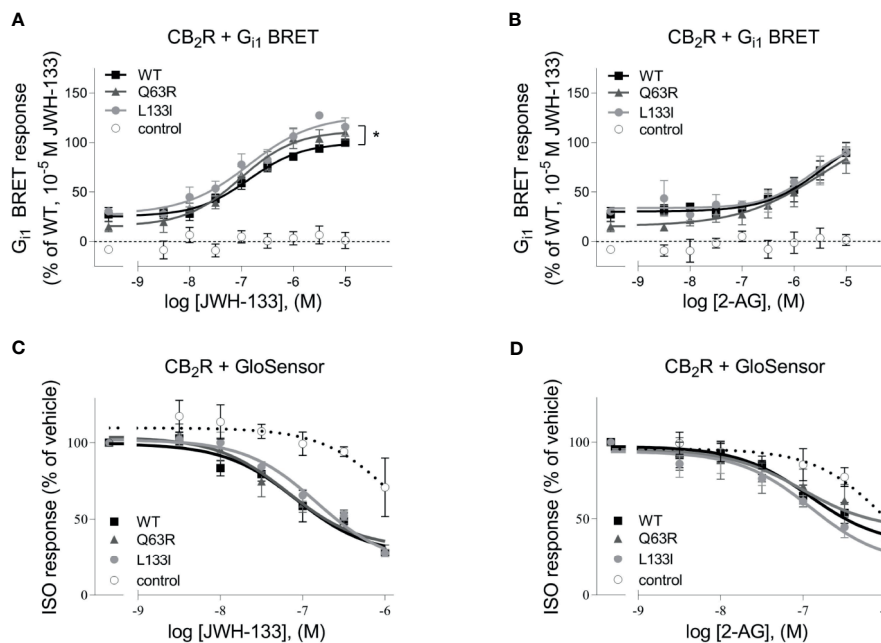 A
CB₂R + Gᵢ₁ BRET
WT
Q63R
L133I
control
Gᵢ₁ BRET response
(% of WT, 10⁻⁵ M JWH-133)
150
100
50
0
*
-9 -8 -7 -6 -5
log [JWH-133], (M)
B
CB₂R + Gᵢ₁ BRET
WT
Q63R
L133I
control
Gᵢ₁ BRET response
(% of WT, 10⁻⁵ M JWH-133)
150
100
50
0
-9 -8 -7 -6 -5
log [2-AG], (M)
C
CB₂R + GloSensor
ISO response (% of vehicle)
100
50
0
WT
Q63R
L133I
control
-9 -8 -7 -6
log [JWH-133], (M)
D
CB₂R + GloSensor
ISO response (% of vehicle)
100
50
0
WT
Q63R
L133I
control
-9 -8 -7
log [2-AG], (M)